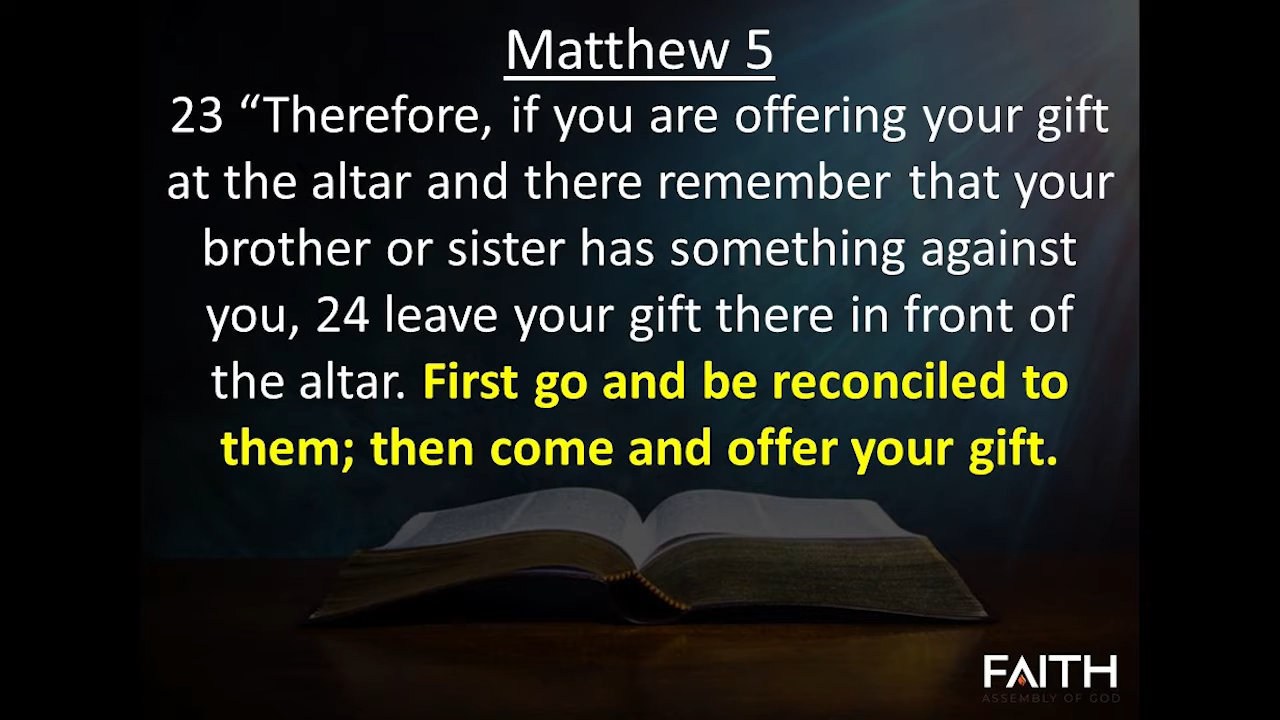 Matthew 5
23 “Therefore, if you are offering your gift
at the altar and there remember that your
brother or sister has something against
you, 24 leave your gift there in front of
the altar. First go and be reconciled to
them; then come and offer your gift.
FAITH
ASSEMBLY OF GOD